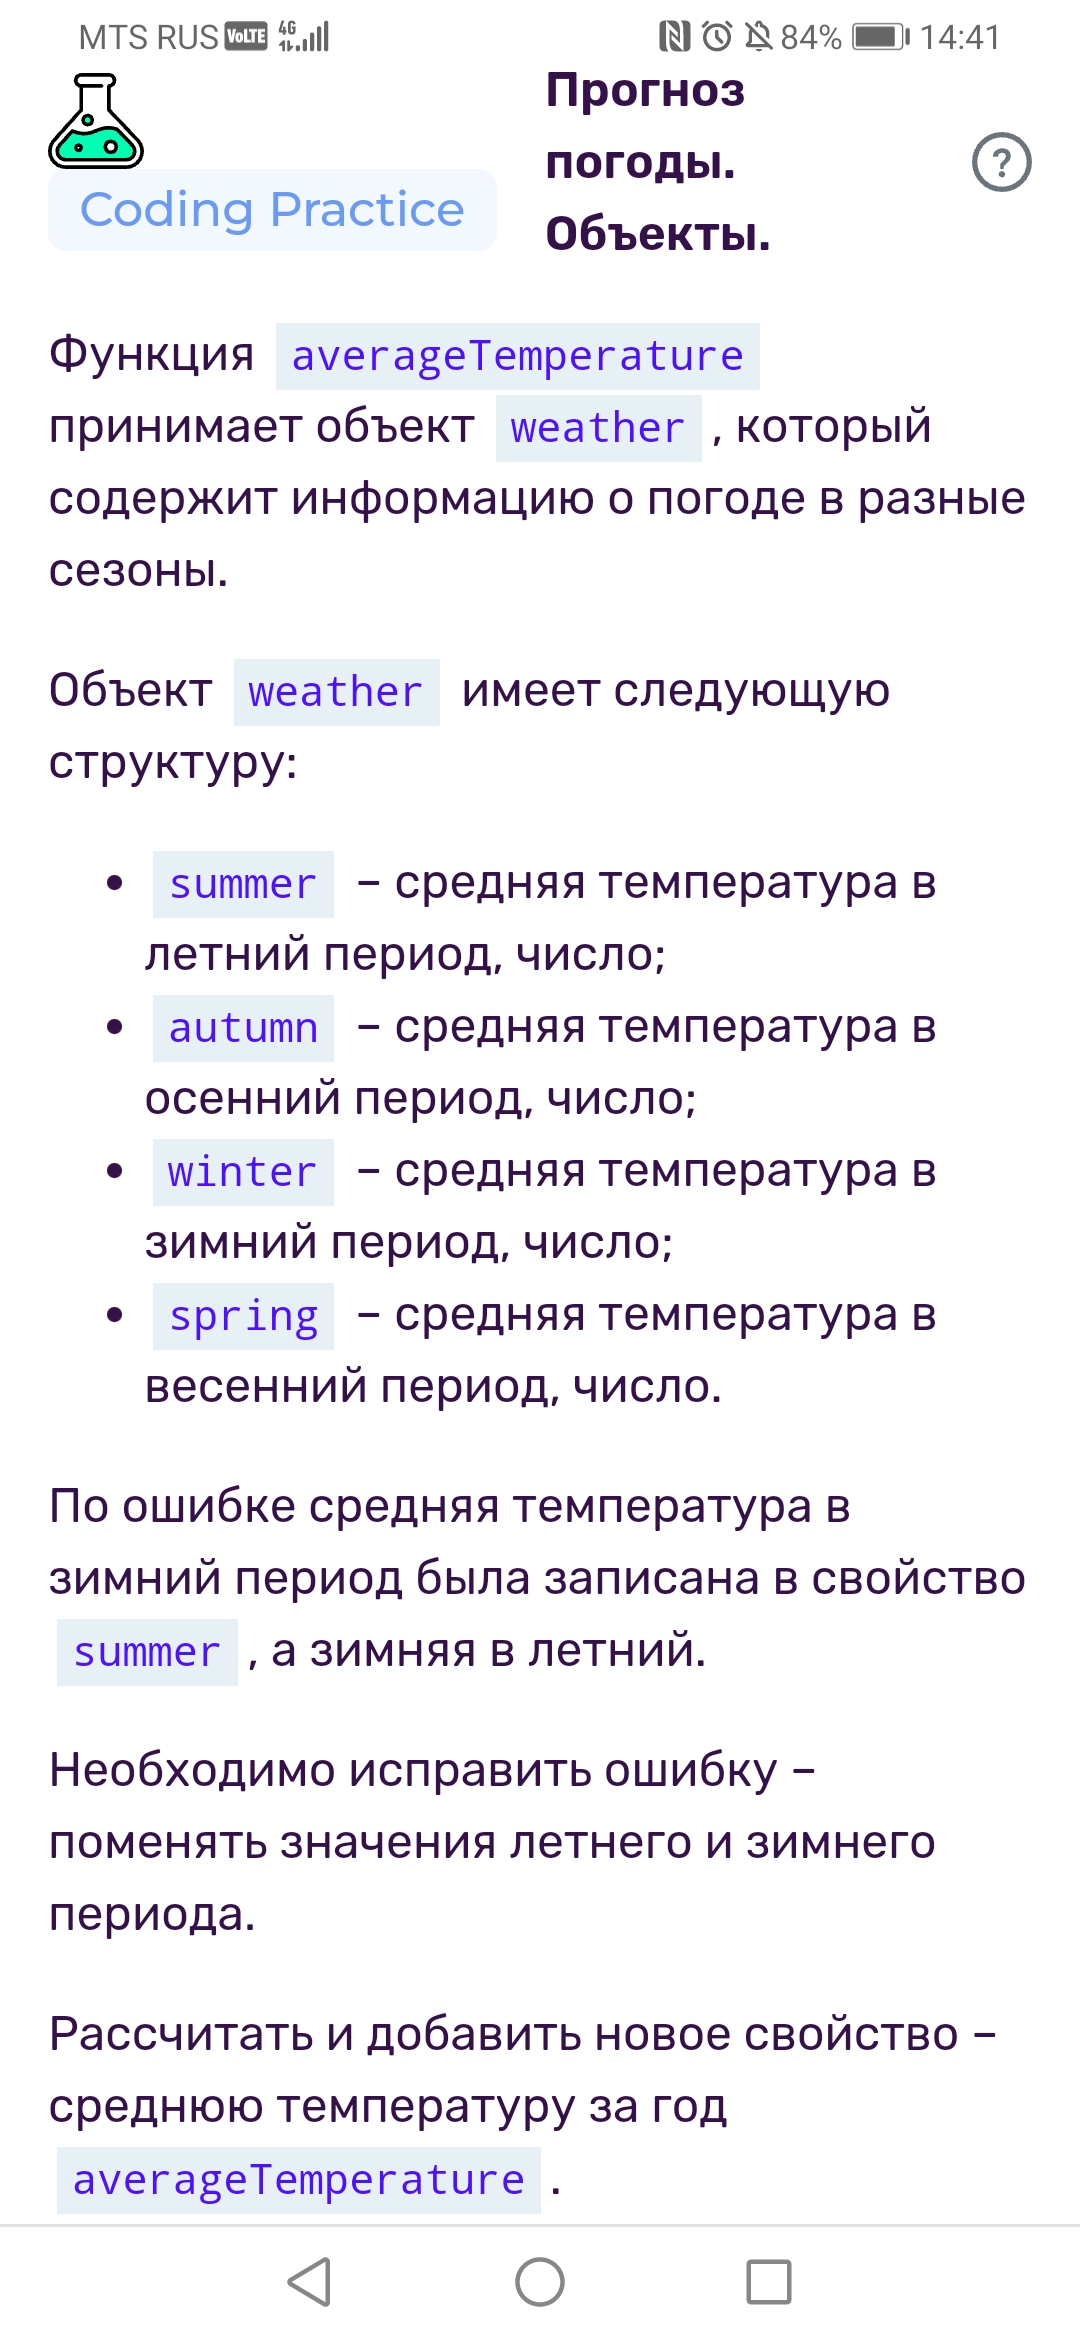 MTS RUS VoLTE 4G 84% 14:41
Прогноз
погоды.
Объекты.
?
Coding Practice
Функция averageTemperature
принимает объект weather , который
содержит информацию о погоде в разные
сезоны.
Объект weather имеет следующую
структуру:
• summer – средняя температура в
летний период, число;
• autumn – средняя температура в
осенний период, число;
• winter – средняя температура в
зимний период, число;
• spring – средняя температура в
весенний период, число.
По ошибке средняя температура в
зимний период была записана в свойство
summer , а зимняя в летний.
Необходимо исправить ошибку –
поменять значения летнего и зимнего
периода.
Рассчитать и добавить новое свойство –
среднюю температуру за год
averageTemperature .